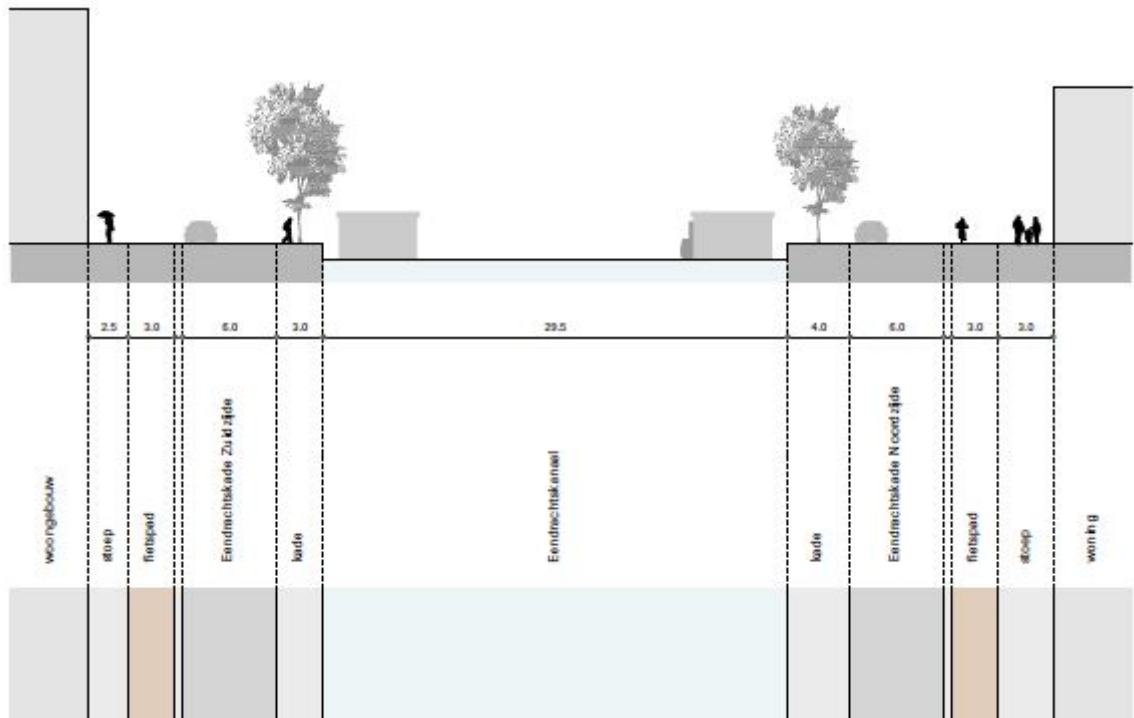 2.5
3.0
6.0
3.0
29.5
4.0
6.0
3.0
3.0
woongebouw
stoep
fietspad
Eendrachtskade Zuidzijde
kade
Eendrachtskanaal
kade
Eendrachtskade Noordzijde
fietspad
stoep
woning